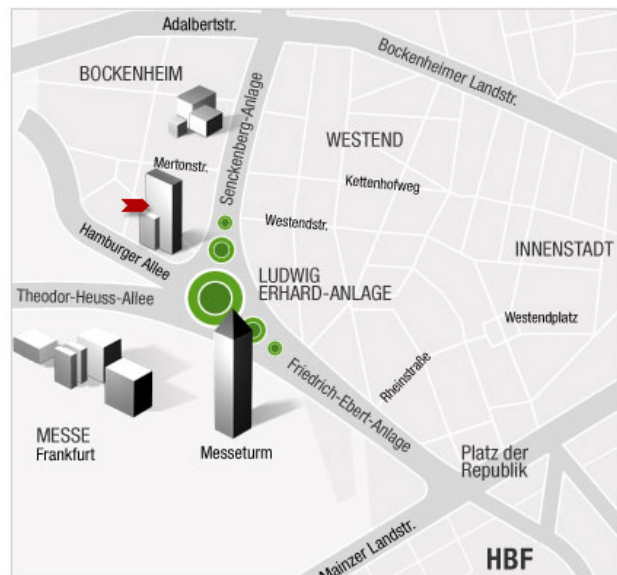 Adalbertstr.
Bockenheimer Landstr.
BOCKENHEIM
Senckenberg-Anlage
WESTEND
Mertonstr.
Kettenhofweg
Westendstr.
Hamburger Allee
INNENSTADT
LUDWIG
ERHARD-ANLAGE
Theodor-Heuss-Allee
Westendplatz
Rheinstraße
Friedrich-Ebert-Anlage
MESSE
Frankfurt
Messeturm
Platz der
Republik
Mainzer Landstr.
HBF